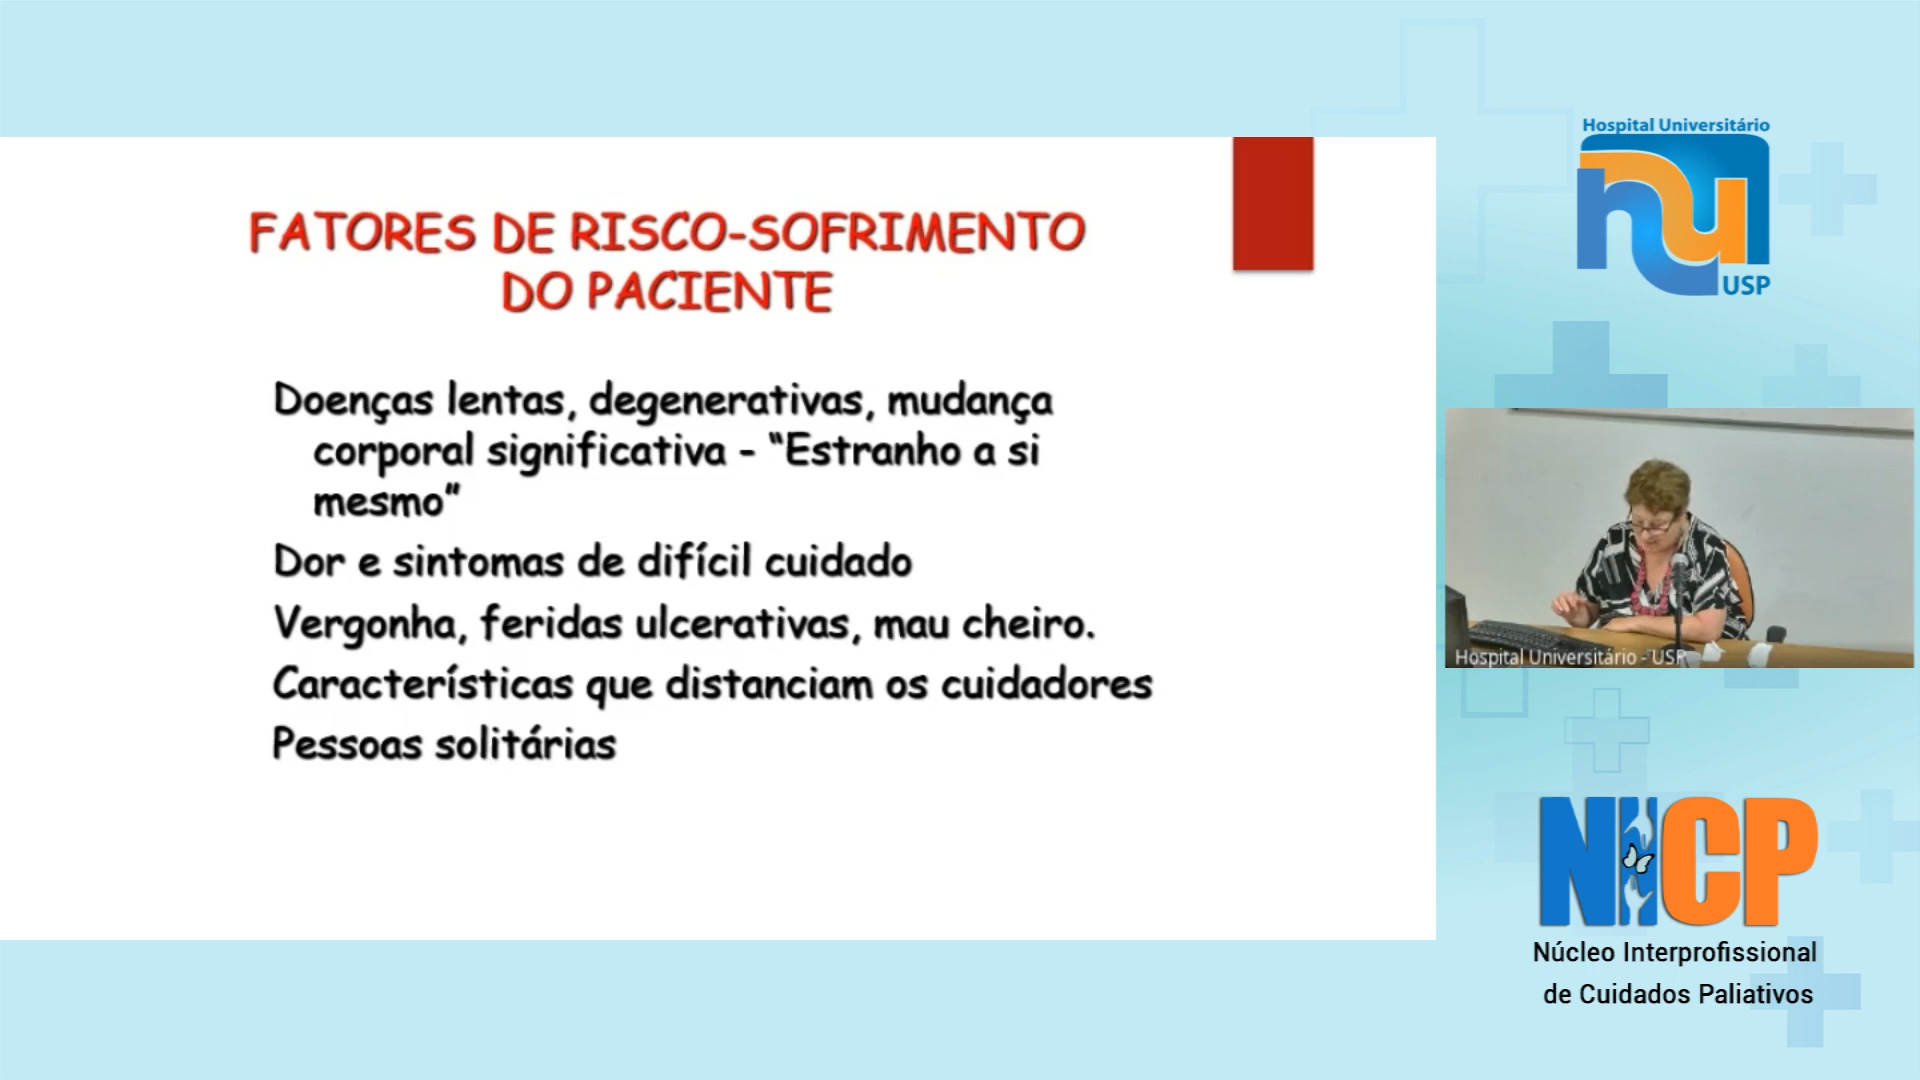 FATORES DE RISCO-SOFRIMENTO
DO PACIENTE
Doenças lentas, degenerativas, mudança
corporal significativa - “Estranho a si
mesmo”
Dor e sintomas de difícil cuidado
Vergonha, feridas ulcerativas, mau cheiro.
Características que distanciam os cuidadores
Pessoas solitárias
Hospital Universitário
hu
USP
Hospital Universitário - USP
NICP
Núcleo Interprofissional
de Cuidados Paliativos